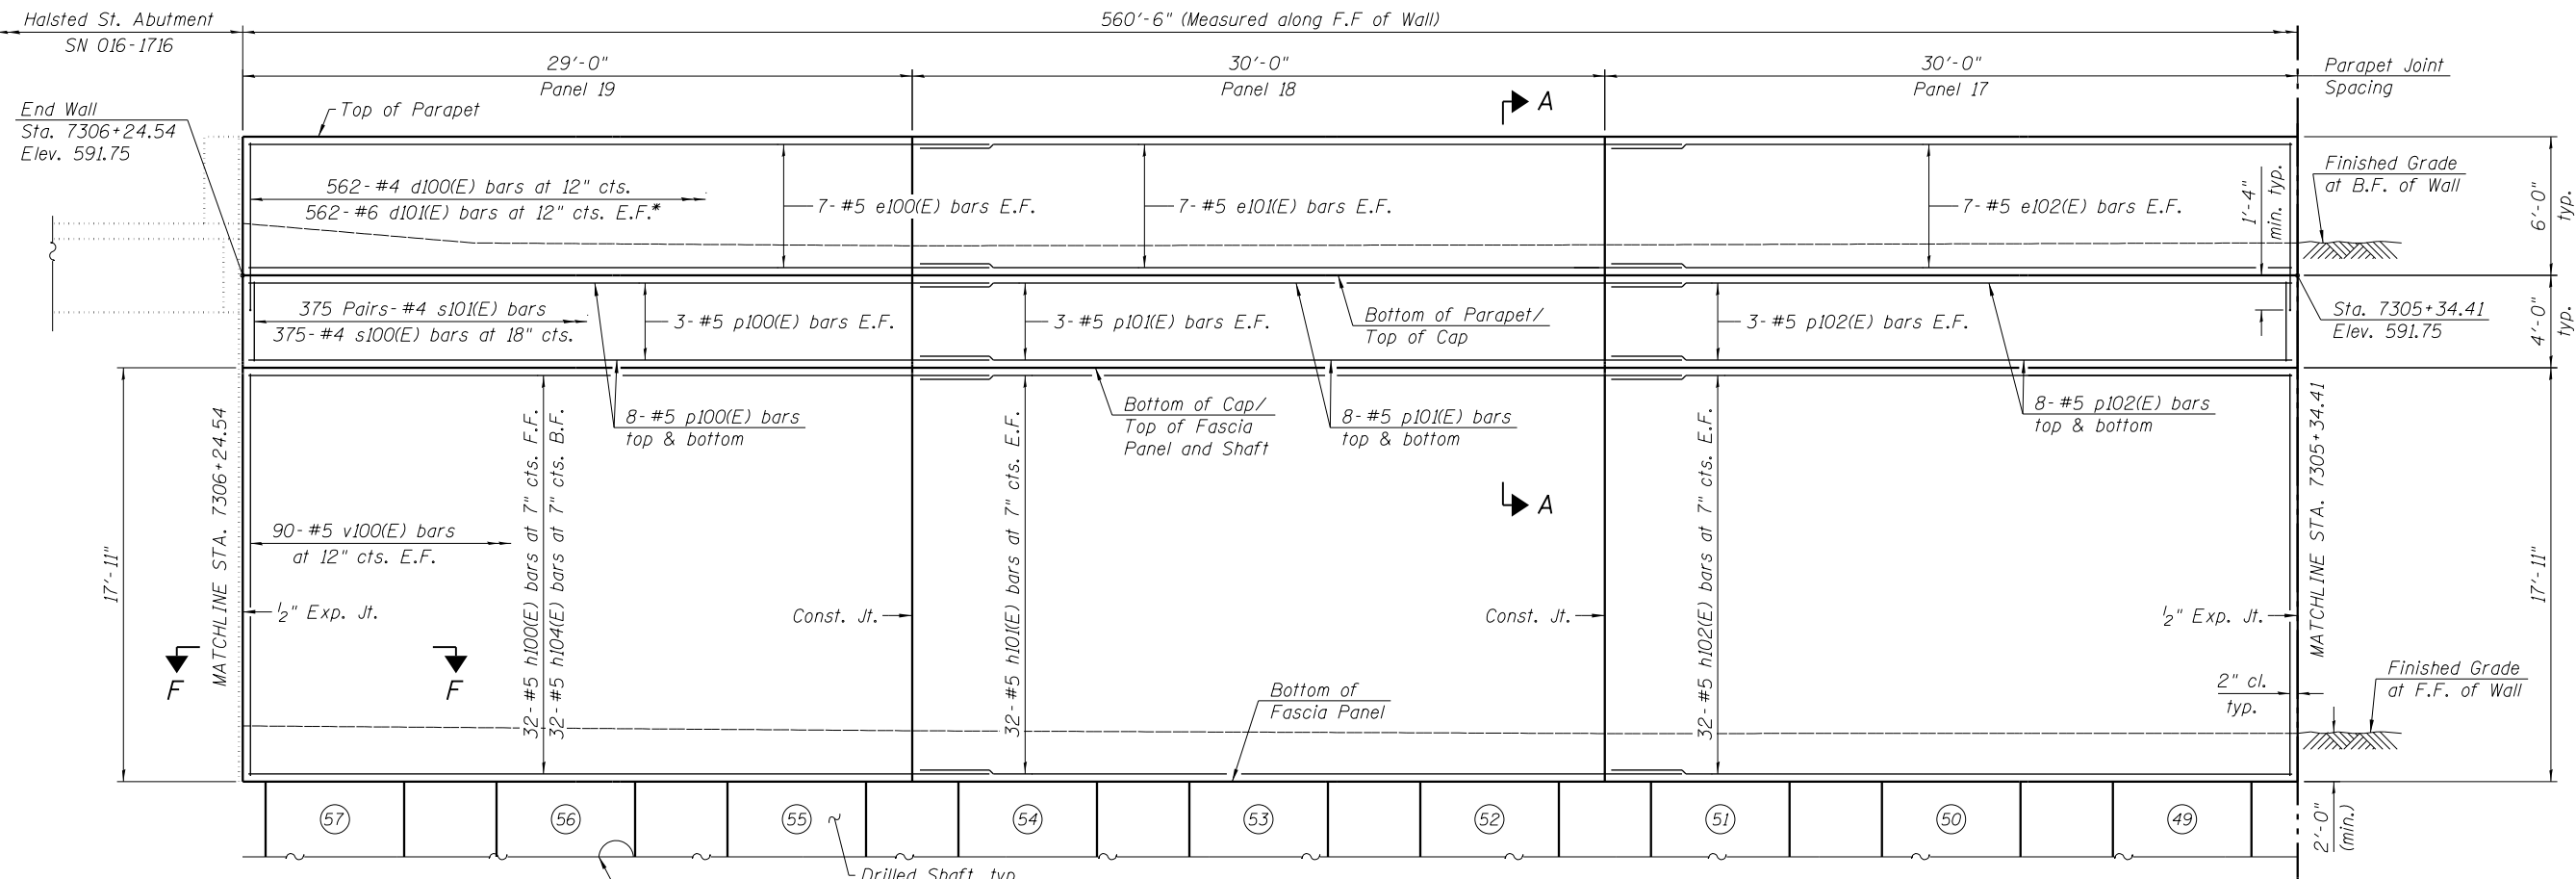 Halsted St. Abutment
SN 016-1716
560'-6" (Measured along F.F of Wall)
29'-0"
Panel 19
30'-0"
Panel 18
30'-0"
Panel 17
Parapet Joint
Spacing
End Wall
Sta. 7306+24.54
Elev. 591.75
Top of Parapet
A
Finished Grade
at B.F. of Wall
562-#4 d100(E) bars at 12" cts.
562-#6 d101(E) bars at 12" cts. E.F.*
7-#5 e100(E) bars E.F.
7-#5 e101(E) bars E.F.
7-#5 e102(E) bars E.F.
1'-4"
min. typ.
6'-0"
typ.
375 Pairs-#4 s101(E) bars
375-#4 s100(E) bars at 18" cts.
3-#5 p100(E) bars E.F.
3-#5 p101(E) bars E.F.
Bottom of Parapet/
Top of Cap
3-#5 p102(E) bars E.F.
Sta. 7305+34.41
Elev. 591.75
4'-0"
typ.
8-#5 p100(E) bars
top & bottom
Bottom of Cap/
Top of Fascia
Panel and Shaft
8-#5 p101(E) bars
top & bottom
8-#5 p102(E) bars
top & bottom
MATCHLINE STA. 7306+24.54
32-#5 h100(E) bars at 7" cts. F.F.
32-#5 h104(E) bars at 7" cts. B.F.
32-#5 h101(E) bars at 7" cts. E.F.
32-#5 h102(E) bars at 7" cts. E.F.
MATCHLINE STA. 7305+34.41
A
90-#5 v100(E) bars
at 12" cts. E.F.
17'-11"
17'-11"
1/2" Exp. Jt.
Const. Jt.
Const. Jt.
1/2" Exp. Jt.
F
F
Bottom of
Fascia Panel
2" cl.
typ.
Finished Grade
at F.F. of Wall
57
56
55
54
53
52
51
50
49
2'-0"
(min.)
Drilled Shaft, typ.